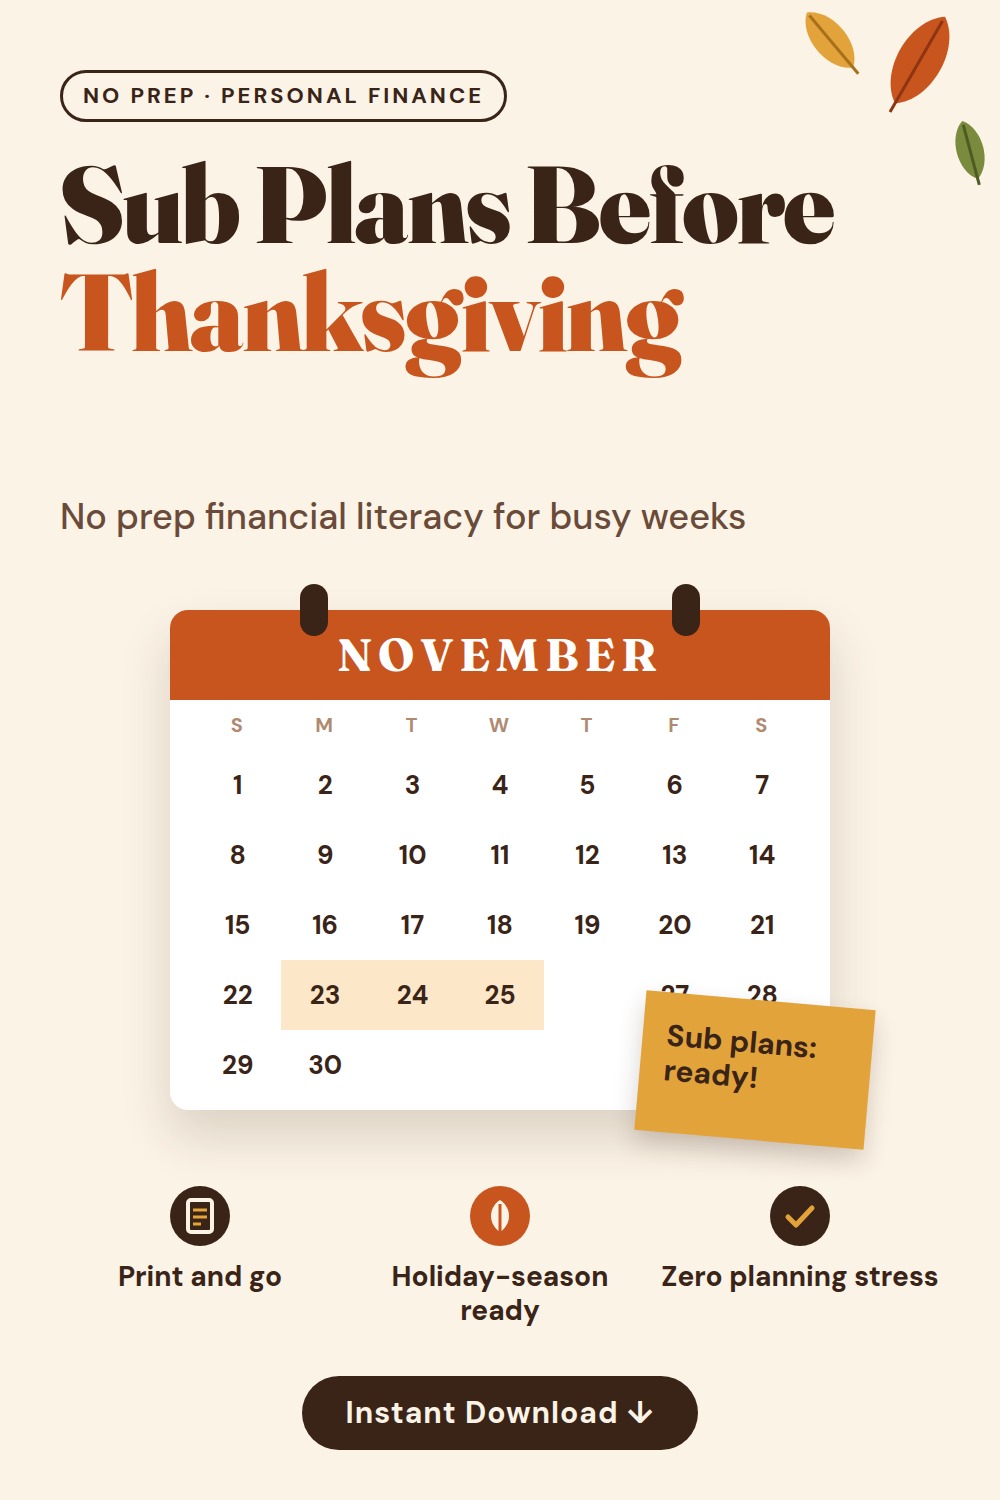 NO PREP · PERSONAL FINANCE
Sub Plans Before
Thanksgiving
No prep financial literacy for busy weeks
NOVEMBER
S M T W T F S
1 2 3 4 5 6 7
8 9 10 11 12 13 14
15 16 17 18 19 20 21
22 23 24 25 27 28
29 30
Sub plans:
ready!
Print and go
Holiday-season
ready
Zero planning stress
Instant Download ↓